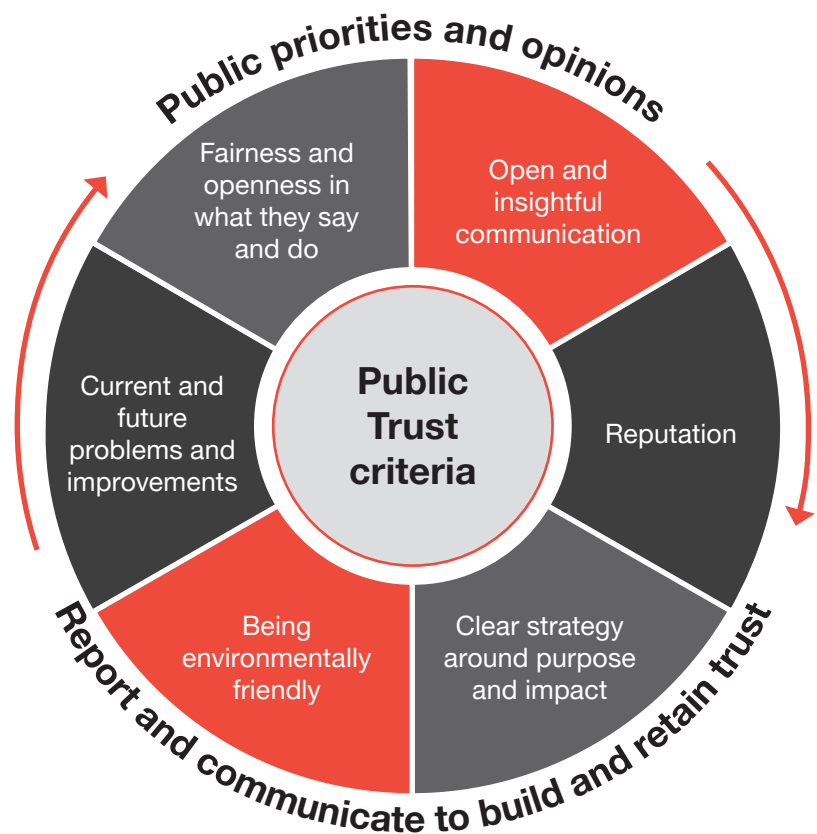 Public priorities and opinions
Fairness and
openness in
what they say
and do
Open and
insightful
communication
Current and
future
problems and
improvements
Public
Trust
criteria
Reputation
Being
environmentally
friendly
Clear strategy
around purpose
and impact
Report and communicate to build and retain trust